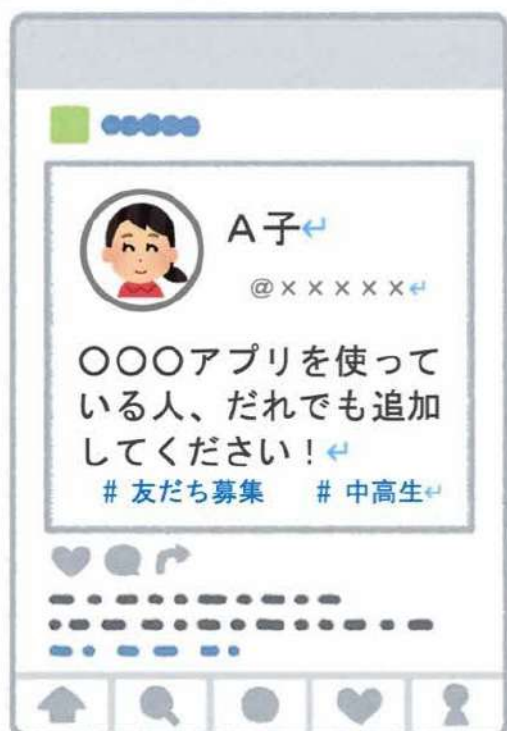 A子
@×××××
〇〇〇アプリを使って
いる人、だれでも追加
してください！
# 友だち募集 # 中高生